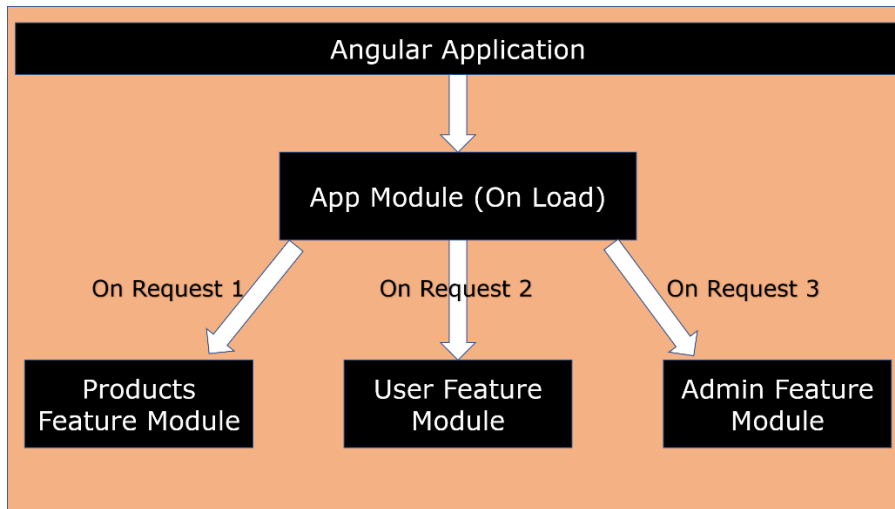 Angular Application
App Module (On Load)
On Request 1
On Request 2
On Request 3
Products
Feature Module
User Feature
Module
Admin Feature
Module